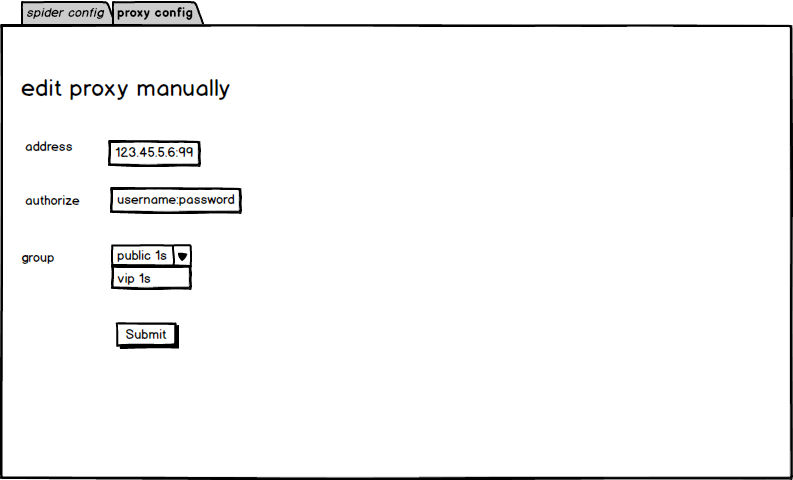 spider config
proxy config
edit proxy manually
address
123.45.5.6:99
authorize
username:password
group
public 1s
vip 1s
Submit